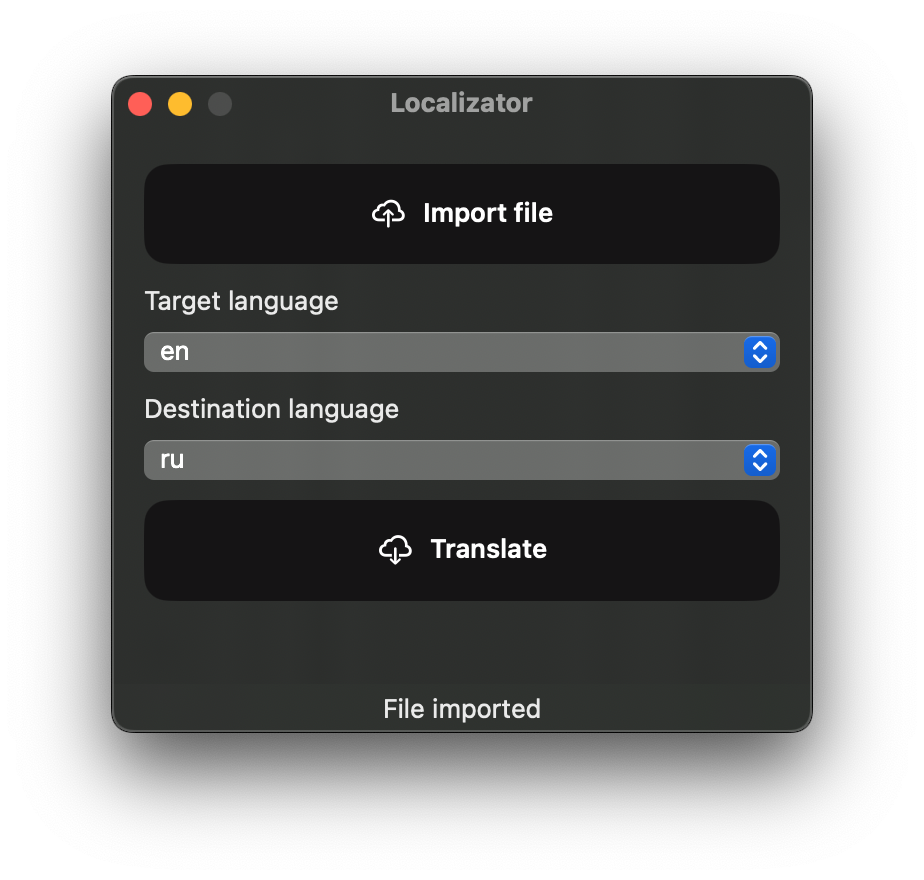 Localizator
Import file
Target language
en
Destination language
ru
Translate
File imported